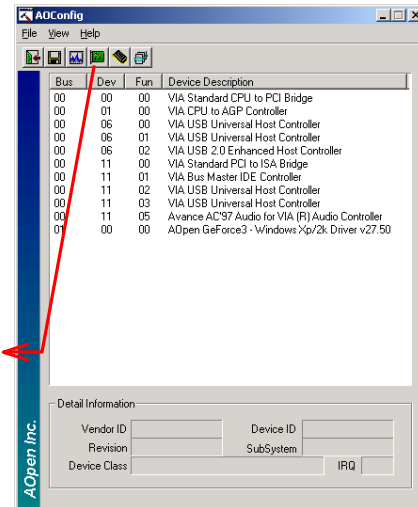 AOConfig
File View Help
Bus Dev Fun Device Description
00 00 00 VIA Standard CPU to PCI Bridge
00 01 00 VIA CPU to AGP Controller
00 06 00 VIA USB Universal Host Controller
00 06 01 VIA USB Universal Host Controller
00 06 02 VIA USB 2.0 Enhanced Host Controller
00 11 00 VIA Standard PCI to ISA Bridge
00 11 01 VIA Bus Master IDE Controller
00 11 02 VIA USB Universal Host Controller
00 11 03 VIA USB Universal Host Controller
00 11 05 Avance AC'97 Audio for VIA (R) Audio Controller
01 00 00 AOpen GeForce3 - Windows Xp/2k Driver v27.50
Detail Information
Vendor ID Device ID
Revision SubSystem
Device Class IRQ
AOpen Inc.